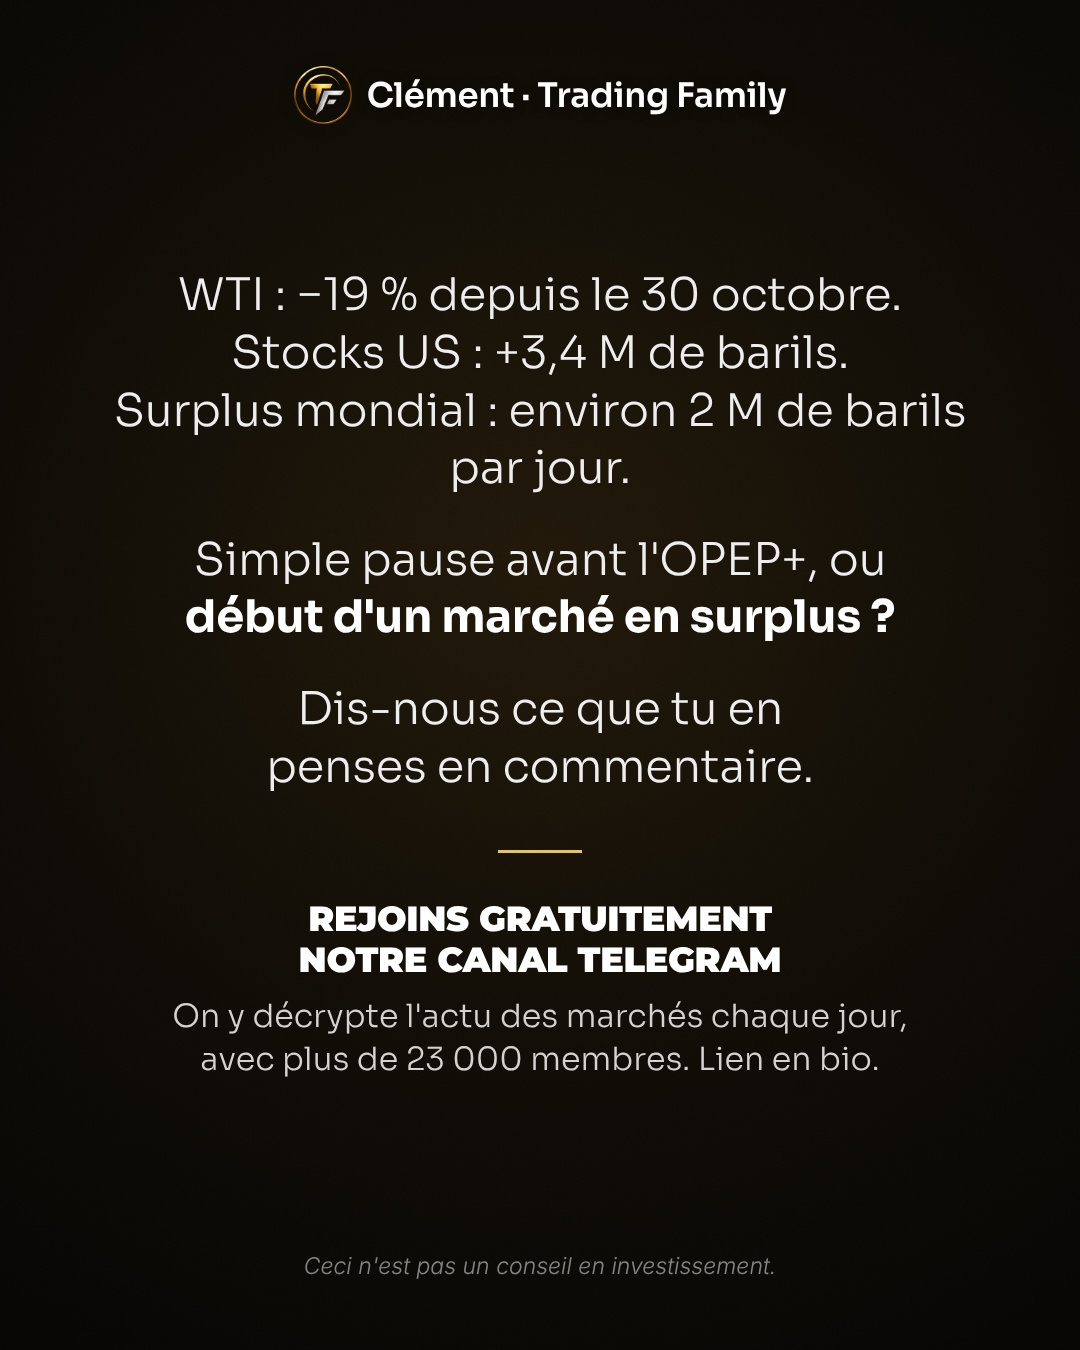 TF Clément · Trading Family
WTI : −19 % depuis le 30 octobre.
Stocks US : +3,4 M de barils.
Surplus mondial : environ 2 M de barils
par jour.
Simple pause avant l'OPEP+, ou
début d'un marché en surplus ?
Dis-nous ce que tu en
penses en commentaire.
REJOINS GRATUITEMENT
NOTRE CANAL TELEGRAM
On y décrypte l'actu des marchés chaque jour,
avec plus de 23 000 membres. Lien en bio.
Ceci n'est pas un conseil en investissement.